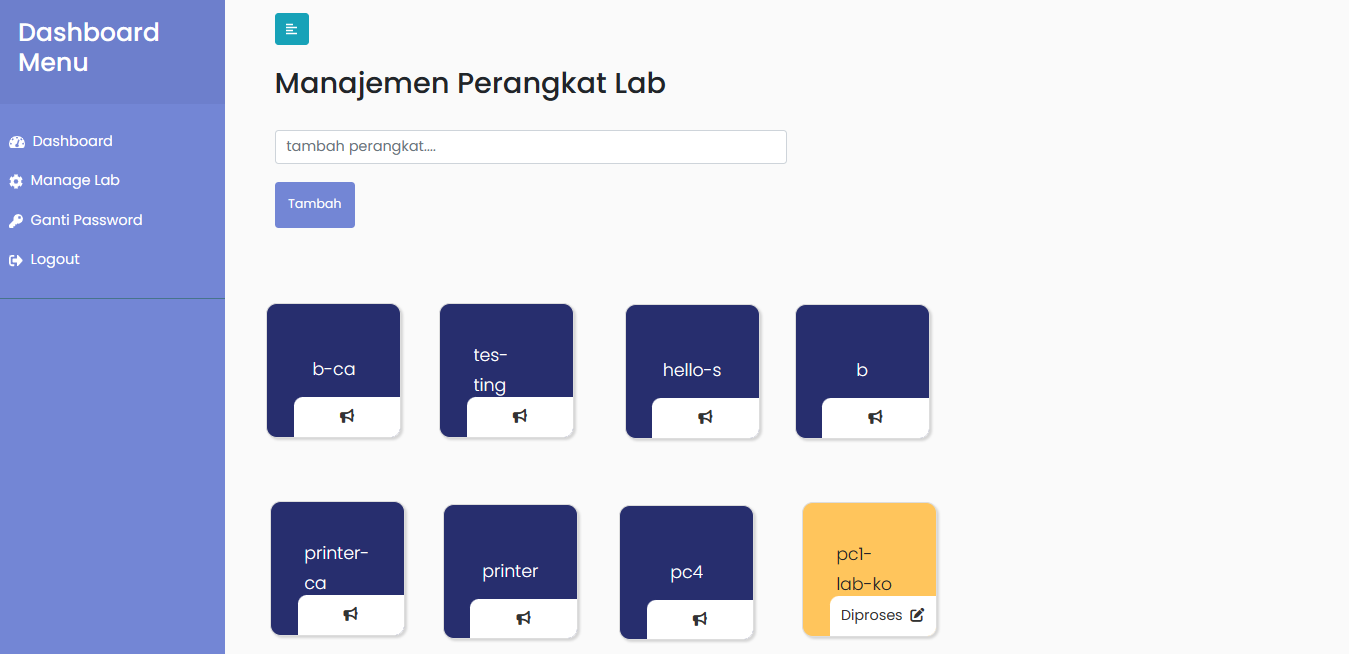 Dashboard
Menu
Dashboard
Manage Lab
Ganti Password
Logout
Manajemen Perangkat Lab
tambah perangkat....
Tambah
b-ca
tes-
ting
hello-s
b
printer-
ca
printer
pc4
pc1-
lab-ko
Diproses